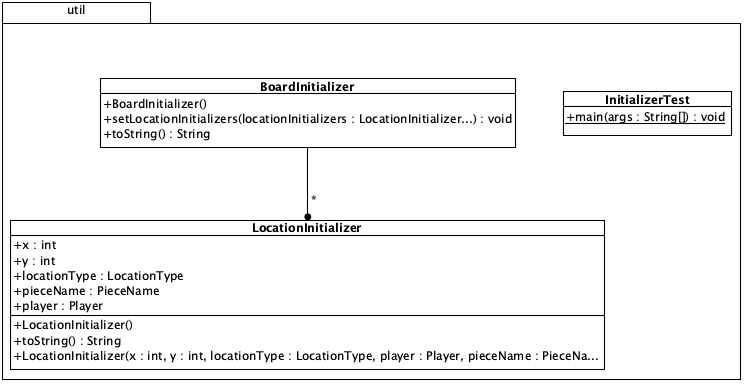 util
BoardInitializer
+BoardInitializer()
+setLocationInitializers(locationInitializers : LocationInitializer...) : void
+toString() : String
InitializerTest
+main(args : String[]) : void
*
LocationInitializer
+x : int
+y : int
+locationType : LocationType
+pieceName : PieceName
+player : Player
+LocationInitializer()
+toString() : String
+LocationInitializer(x : int, y : int, locationType : LocationType, player : Player, pieceName : PieceNa...